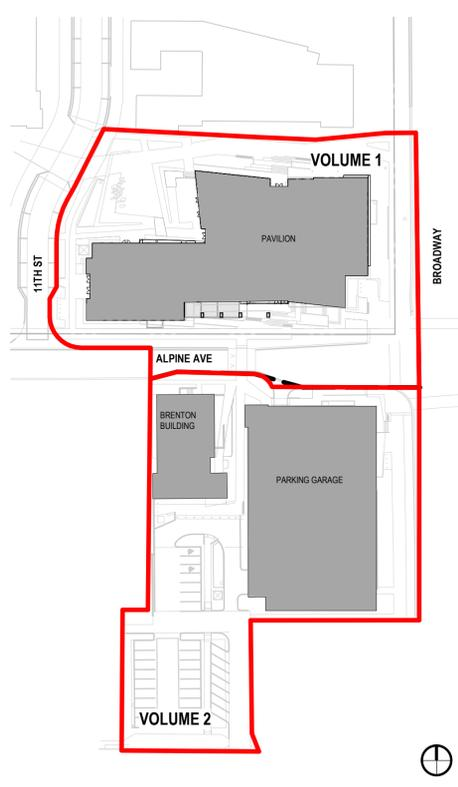 VOLUME 1
PAVILION
11TH ST
BROADWAY
ALPINE AVE
BRENTON
BUILDING
PARKING GARAGE
VOLUME 2